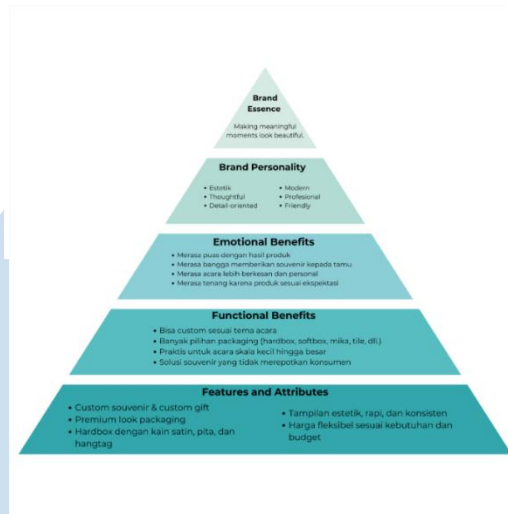 Brand
Essence
Making meaningful
moments look beautiful.
Brand Personality
• Estetik
• Thoughtful
• Detail-oriented
• Modern
• Profesional
• Friendly
Emotional Benefits
• Merasa puas dengan hasil produk
• Merasa bangga memberikan souvenir kepada tamu
• Merasa acara lebih berkesan dan personal
• Merasa tenang karena produk sesuai ekspektasi
Functional Benefits
• Bisa custom sesuai tema acara
• Banyak pilihan packaging (hardbox, softbox, mika, tile, dll.)
• Praktis untuk acara skala kecil hingga besar
• Solusi souvenir yang tidak merepotkan konsumen
Features and Attributes
• Custom souvenir & custom gift
• Premium look packaging
• Hardbox dengan kain satin, pita, dan
hangtag
• Tampilan estetik, rapi, dan konsisten
• Harga fleksibel sesuai kebutuhan dan
budget